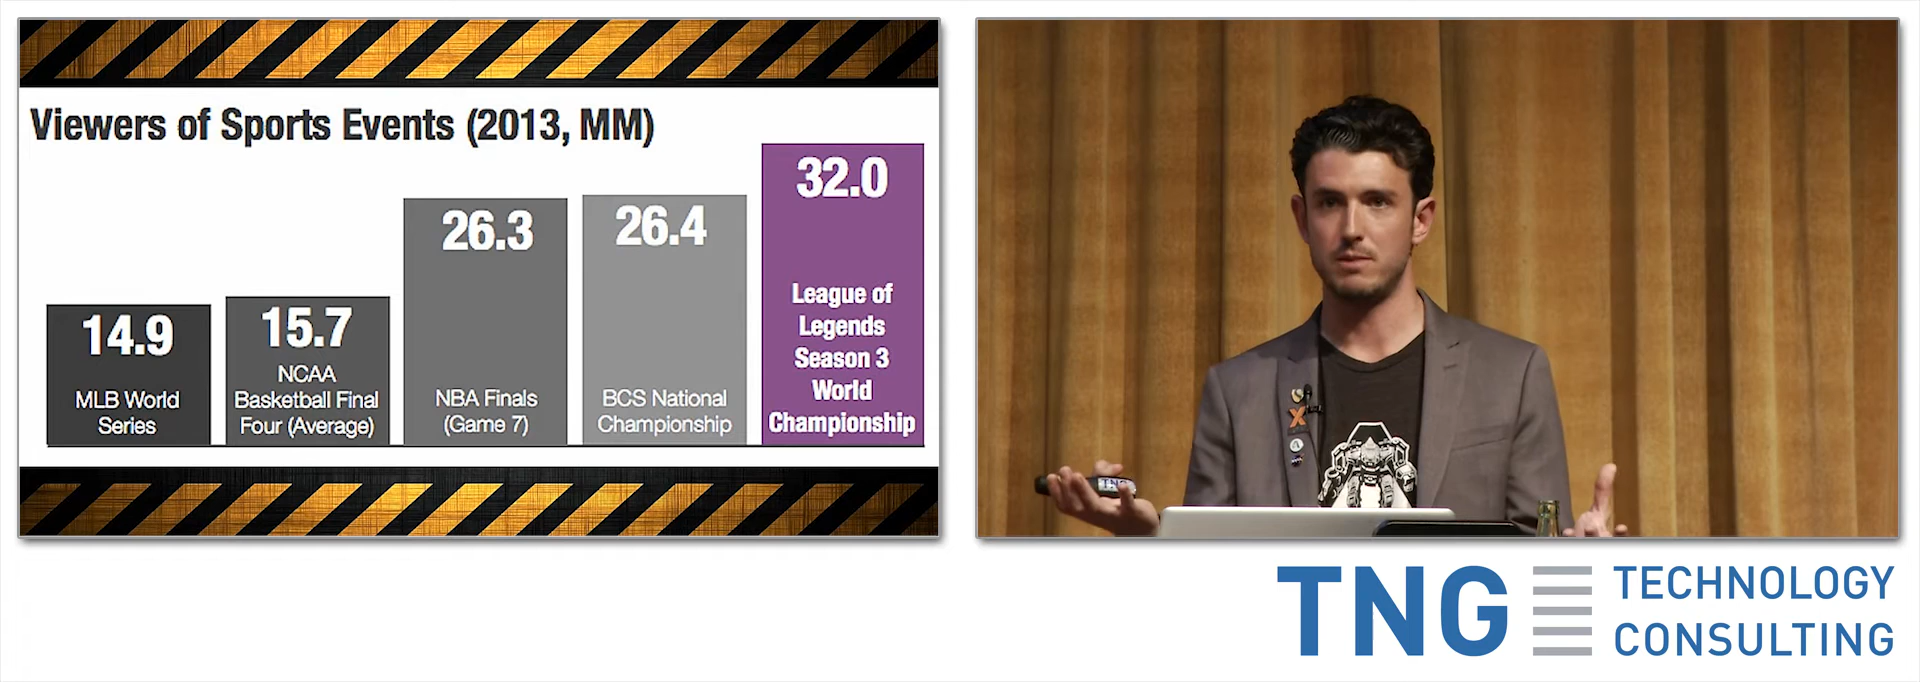 Viewers of Sports Events (2013, MM)
14.9
MLB World
Series
15.7
NCAA
Basketball Final
Four (Average)
26.3
NBA Finals
(Game 7)
26.4
BCS National
Championship
32.0
League of
Legends
Season 3
World
Championship
TNG
TNG
TECHNOLOGY
CONSULTING